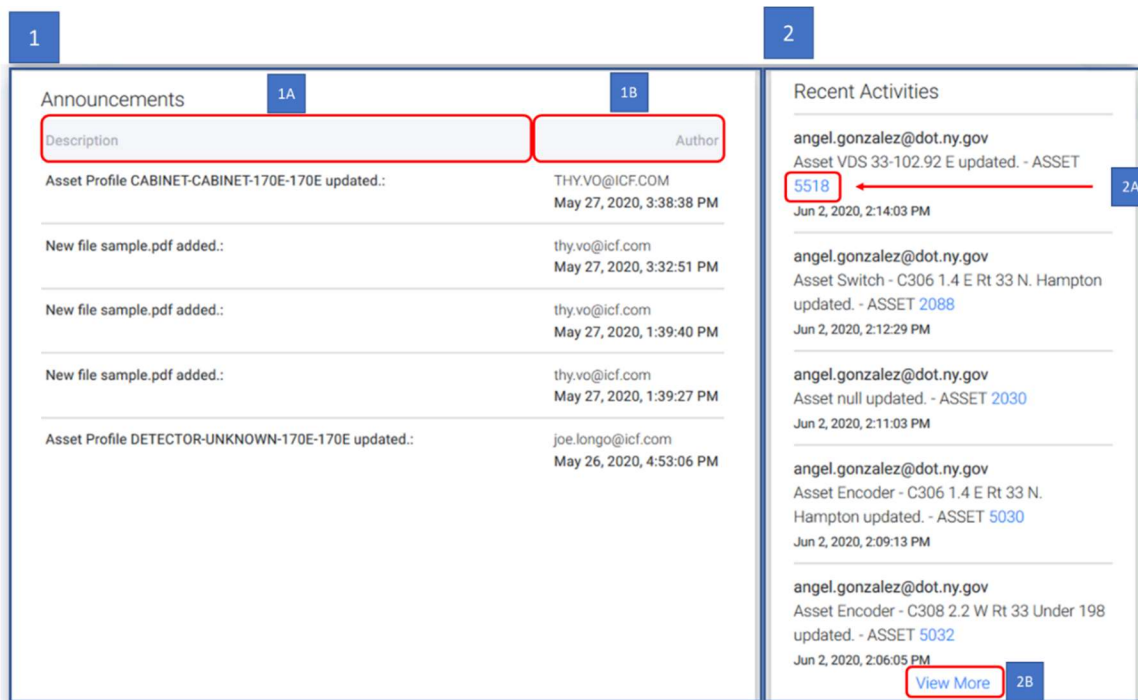 1
2
Announcements
1A
1B
Description
Author
Asset Profile CABINET-CABINET-170E-170E updated.:
THY.VO@ICF.COM
May 27, 2020, 3:38:38 PM
New file sample.pdf added.:
thy.vo@icf.com
May 27, 2020, 3:32:51 PM
New file sample.pdf added.:
thy.vo@icf.com
May 27, 2020, 1:39:40 PM
New file sample.pdf added.:
thy.vo@icf.com
May 27, 2020, 1:39:27 PM
Asset Profile DETECTOR-UNKNOWN-170E-170E updated.:
joe.longo@icf.com
May 26, 2020, 4:53:06 PM
Recent Activities
angel.gonzalez@dot.ny.gov
Asset VDS 33-102.92 E updated. - ASSET
5518
2A
Jun 2, 2020, 2:14:03 PM
angel.gonzalez@dot.ny.gov
Asset Switch - C306 1.4 E Rt 33 N. Hampton
updated. - ASSET 2088
Jun 2, 2020, 2:12:29 PM
angel.gonzalez@dot.ny.gov
Asset null updated. - ASSET 2030
Jun 2, 2020, 2:11:03 PM
angel.gonzalez@dot.ny.gov
Asset Encoder - C306 1.4 E Rt 33 N.
Hampton updated. - ASSET 5030
Jun 2, 2020, 2:09:13 PM
angel.gonzalez@dot.ny.gov
Asset Encoder - C308 2.2 W Rt 33 Under 198
updated. - ASSET 5032
Jun 2, 2020, 2:06:05 PM
View More
2B